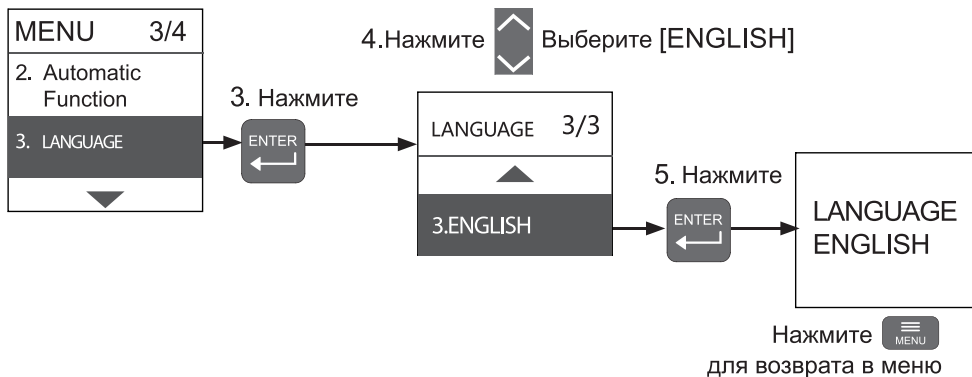 MENU 3/4
2. Automatic
Function
3. LANGUAGE
3. Нажмите
ENTER
4.Нажмите Выберите [ENGLISH]
LANGUAGE 3/3
3.ENGLISH
5. Нажмите
ENTER
LANGUAGE
ENGLISH
Нажмите MENU
для возврата в меню